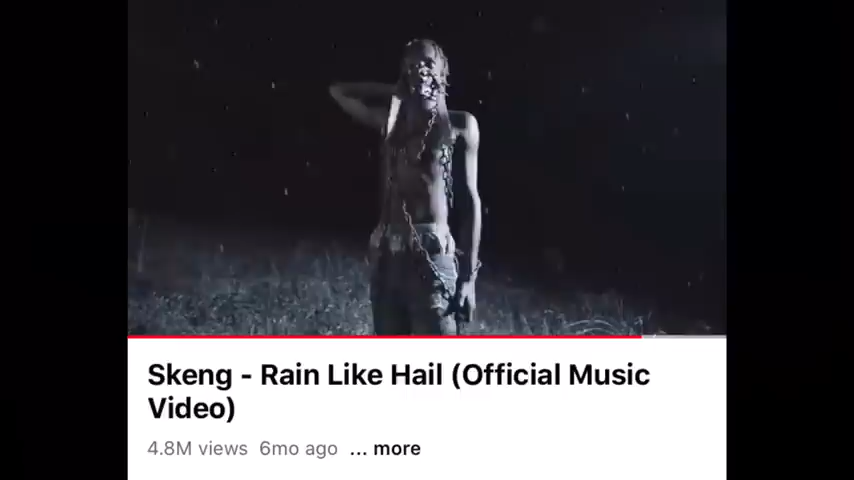 Skeng - Rain Like Hail (Official Music
Video)
4.8M views 6mo ago ... more